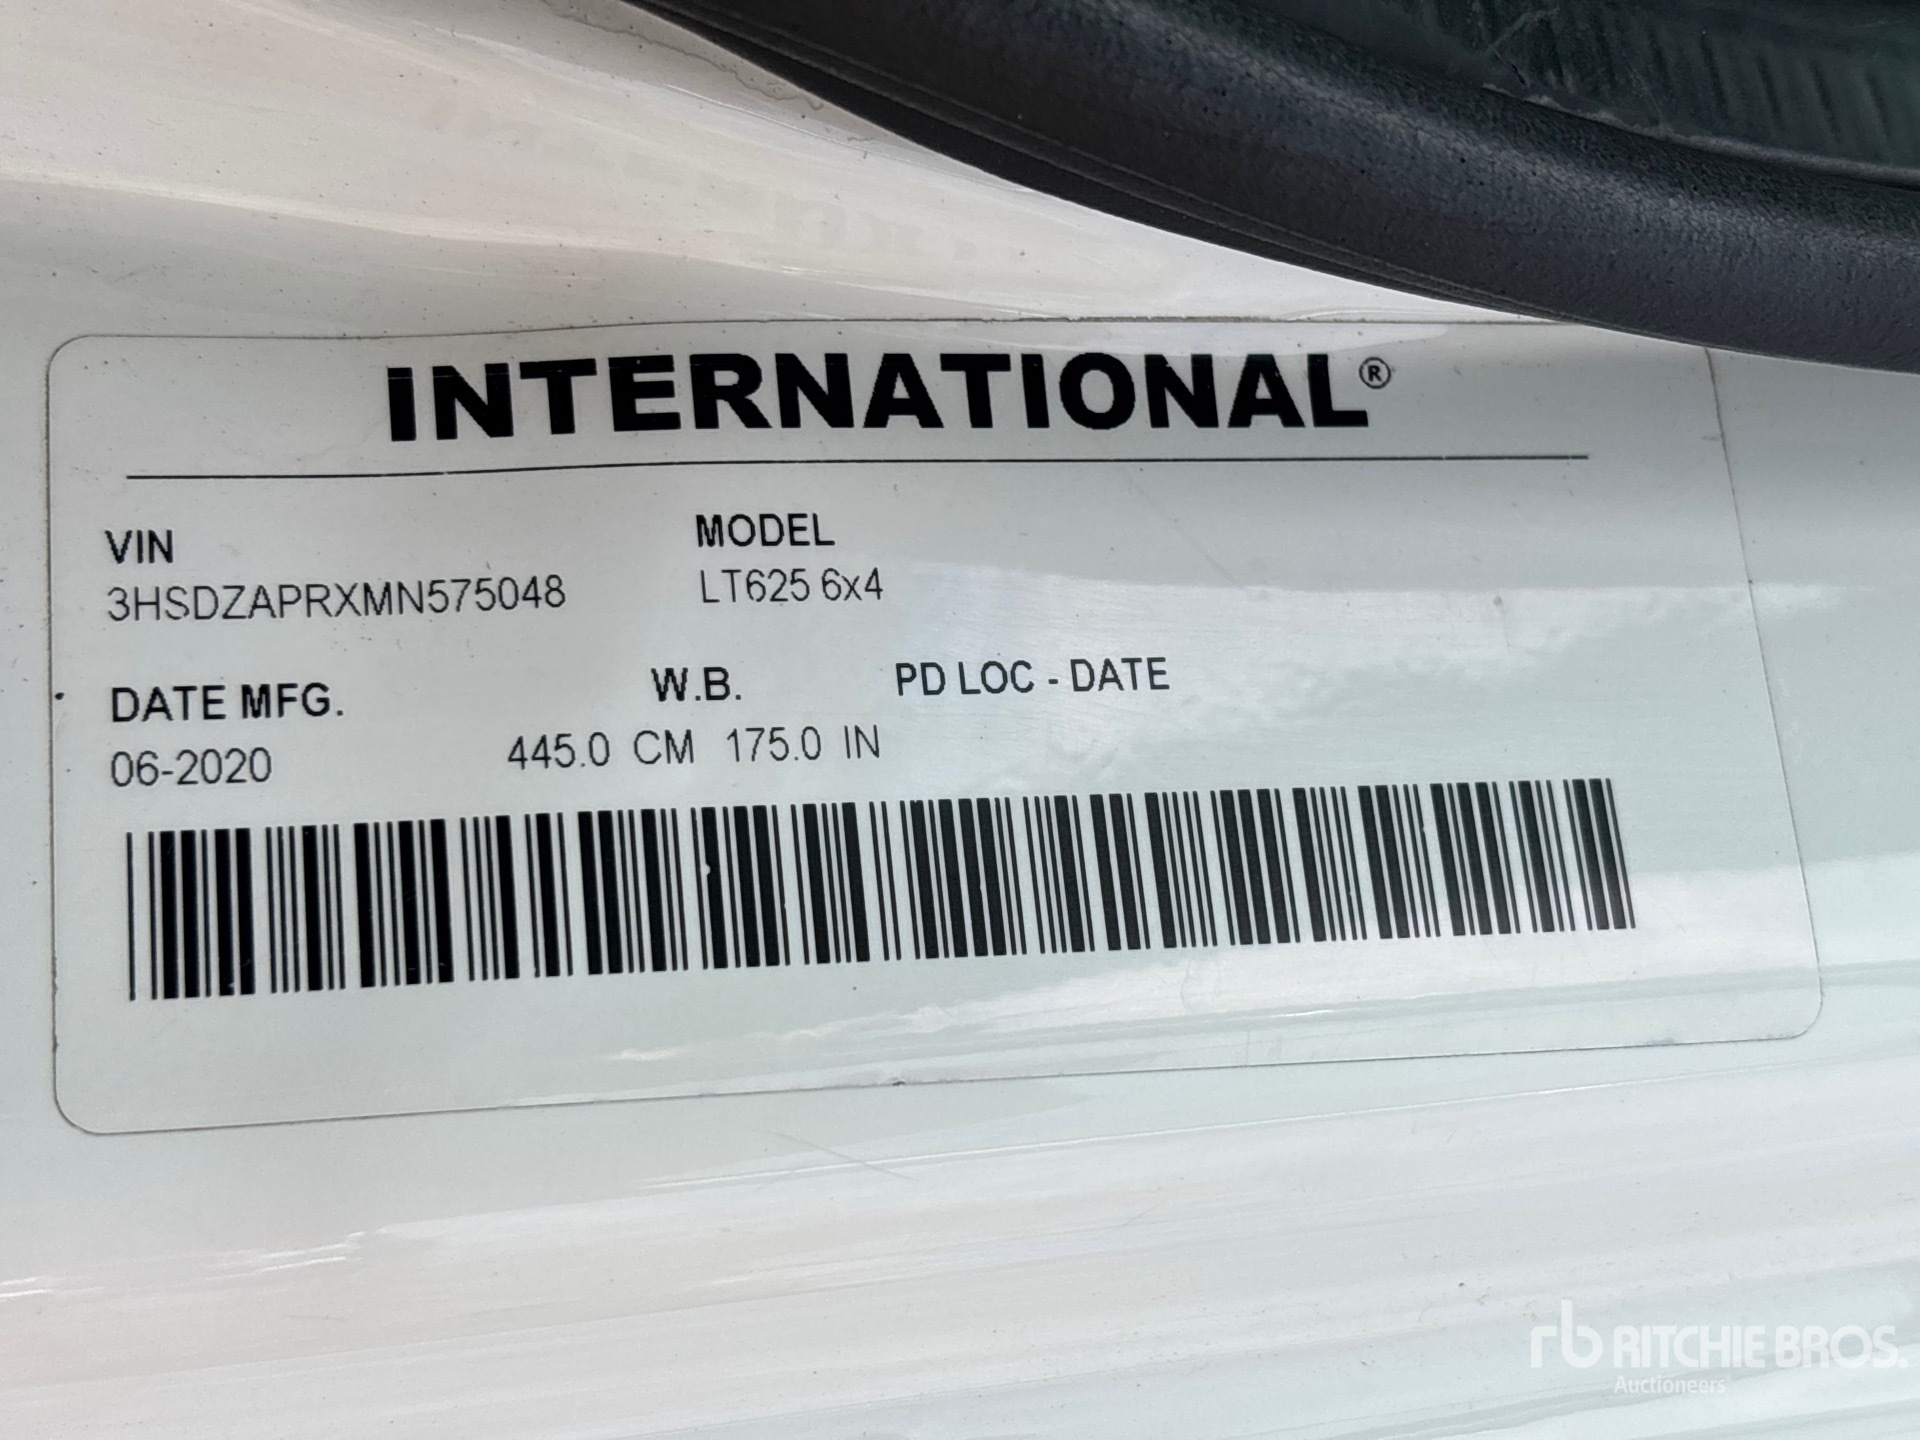 INTERNATIONAL®
VIN
MODEL
3HSDZAPRXMN575048
LT625 6x4
DATE MFG.
W.B.
PD LOC - DATE
06-2020
445.0 CM 175.0 IN
rb RITCHIE BROS.
Auctioneers